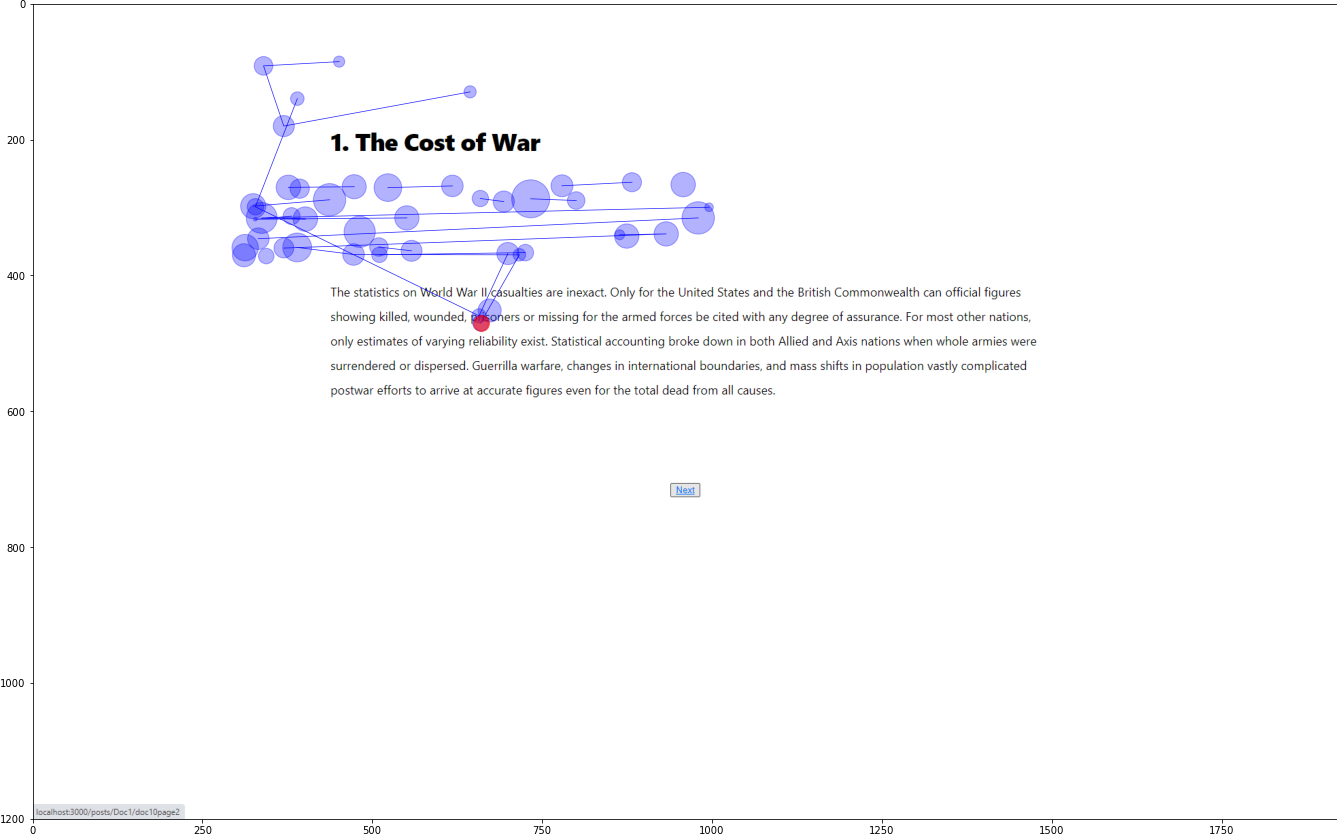 0
200
400
600
800
1000
1200
1. The Cost of War
The statistics on World War II casualties are inexact. Only for the United States and the British Commonwealth can official figures
showing killed, wounded, prisoners or missing for the armed forces be cited with any degree of assurance. For most other nations,
only estimates of varying reliability exist. Statistical accounting broke down in both Allied and Axis nations when whole armies were
surrendered or dispersed. Guerrilla warfare, changes in international boundaries, and mass shifts in population vastly complicated
postwar efforts to arrive at accurate figures even for the total dead from all causes.
Next
localhost:3000/posts/Doc1/doc10page2
0 250 500 750 1000 1250 1500 1750